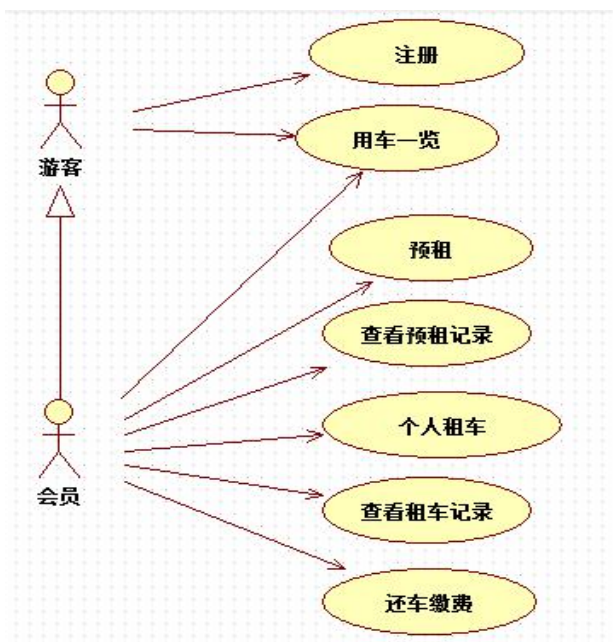 注册
用车一览
游客
预租
查看预租记录
个人租车
会员
查看租车记录
还车缴费